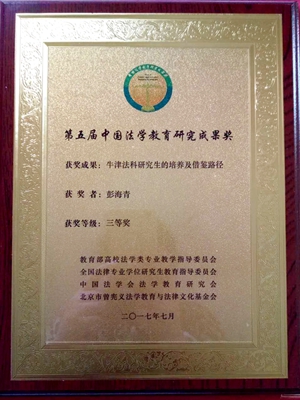 第五届中国法学教育研究成果奖
获奖成果：牛津法科研究生的培养及借鉴路径
获奖者：彭海青
获奖等级：三等奖
教育部高校法学类专业教学指导委员会
全国法律专业学位研究生教育指导委员会
中国法学会法学教育研究会
北京市曾宪义法学教育与法律文化基金会
二〇一七年七月